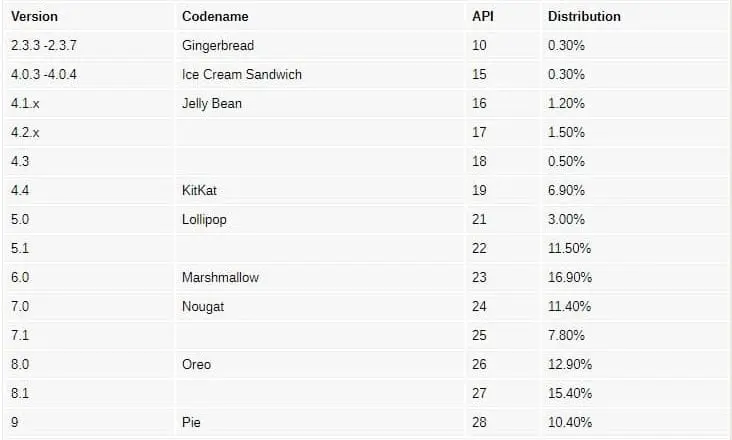 Version Codename API Distribution
2.3.3 -2.3.7 Gingerbread 10 0.30%
4.0.3 -4.0.4 Ice Cream Sandwich 15 0.30%
4.1.x Jelly Bean 16 1.20%
4.2.x 17 1.50%
4.3 18 0.50%
4.4 KitKat 19 6.90%
5.0 Lollipop 21 3.00%
5.1 22 11.50%
6.0 Marshmallow 23 16.90%
7.0 Nougat 24 11.40%
7.1 25 7.80%
8.0 Oreo 26 12.90%
8.1 27 15.40%
9 Pie 28 10.40%